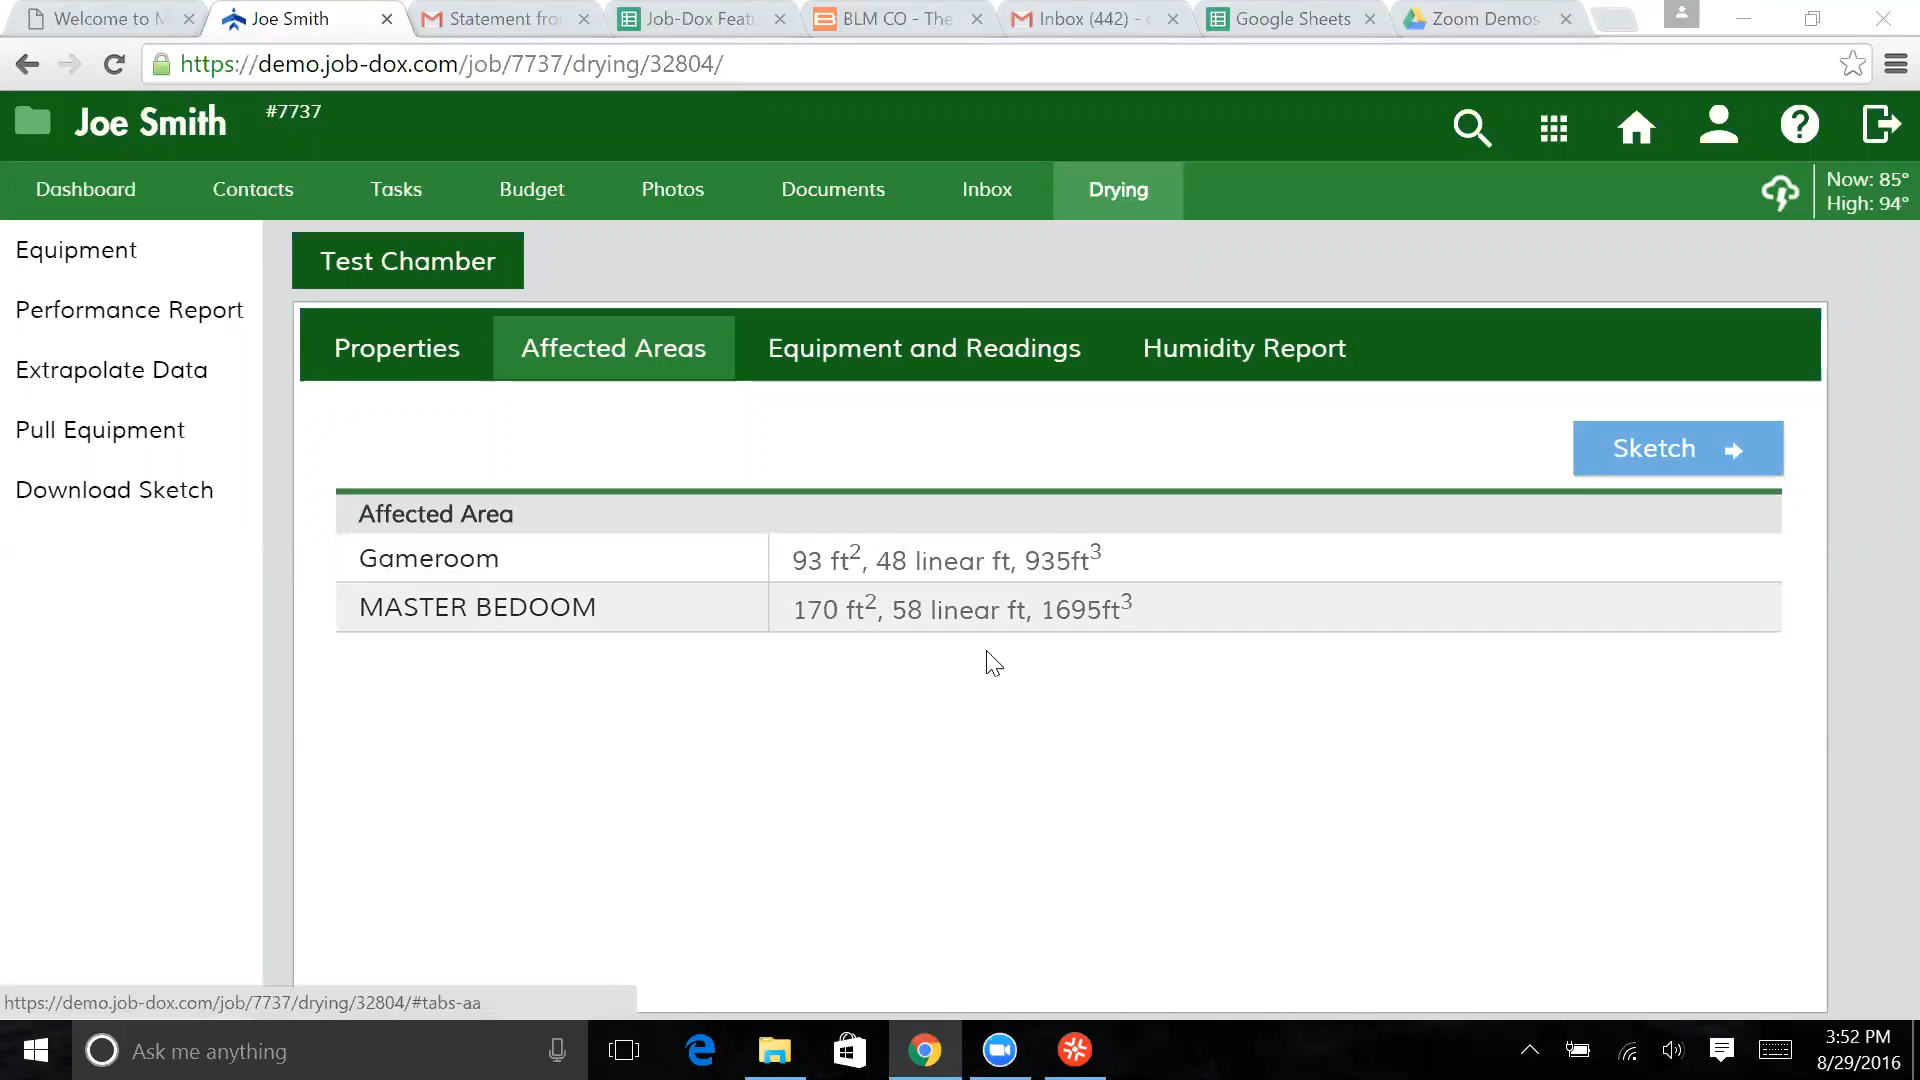 Welcome to M
Joe Smith
Statement fro
Job-Dox Feat
BLM CO - The
Inbox (442) -
Google Sheets
Zoom Demos
https://demo.job-dox.com/job/7737/drying/32804/
Joe Smith #7737
Dashboard Contacts Tasks Budget Photos Documents Inbox Drying
Now: 85°
High: 94°
Equipment
Performance Report
Extrapolate Data
Pull Equipment
Download Sketch
Test Chamber
Properties Affected Areas Equipment and Readings Humidity Report
Sketch
Affected Area
Gameroom 93 ft², 48 linear ft, 935ft³
MASTER BEDOOM 170 ft², 58 linear ft, 1695ft³
https://demo.job-dox.com/job/7737/drying/32804/#tabs-aa
Ask me anything
3:52 PM
8/29/2016